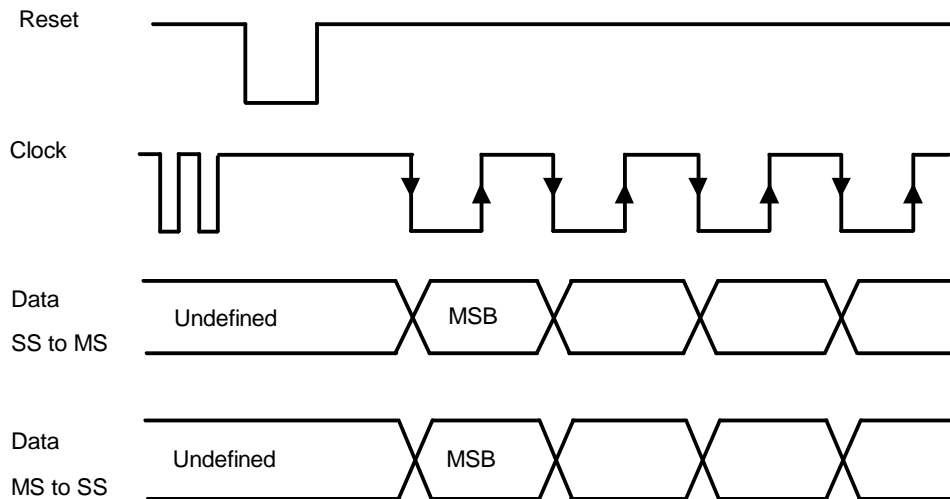 Reset
Clock
Data
SS to MS
Undefined
MSB
Data
MS to SS
Undefined
MSB